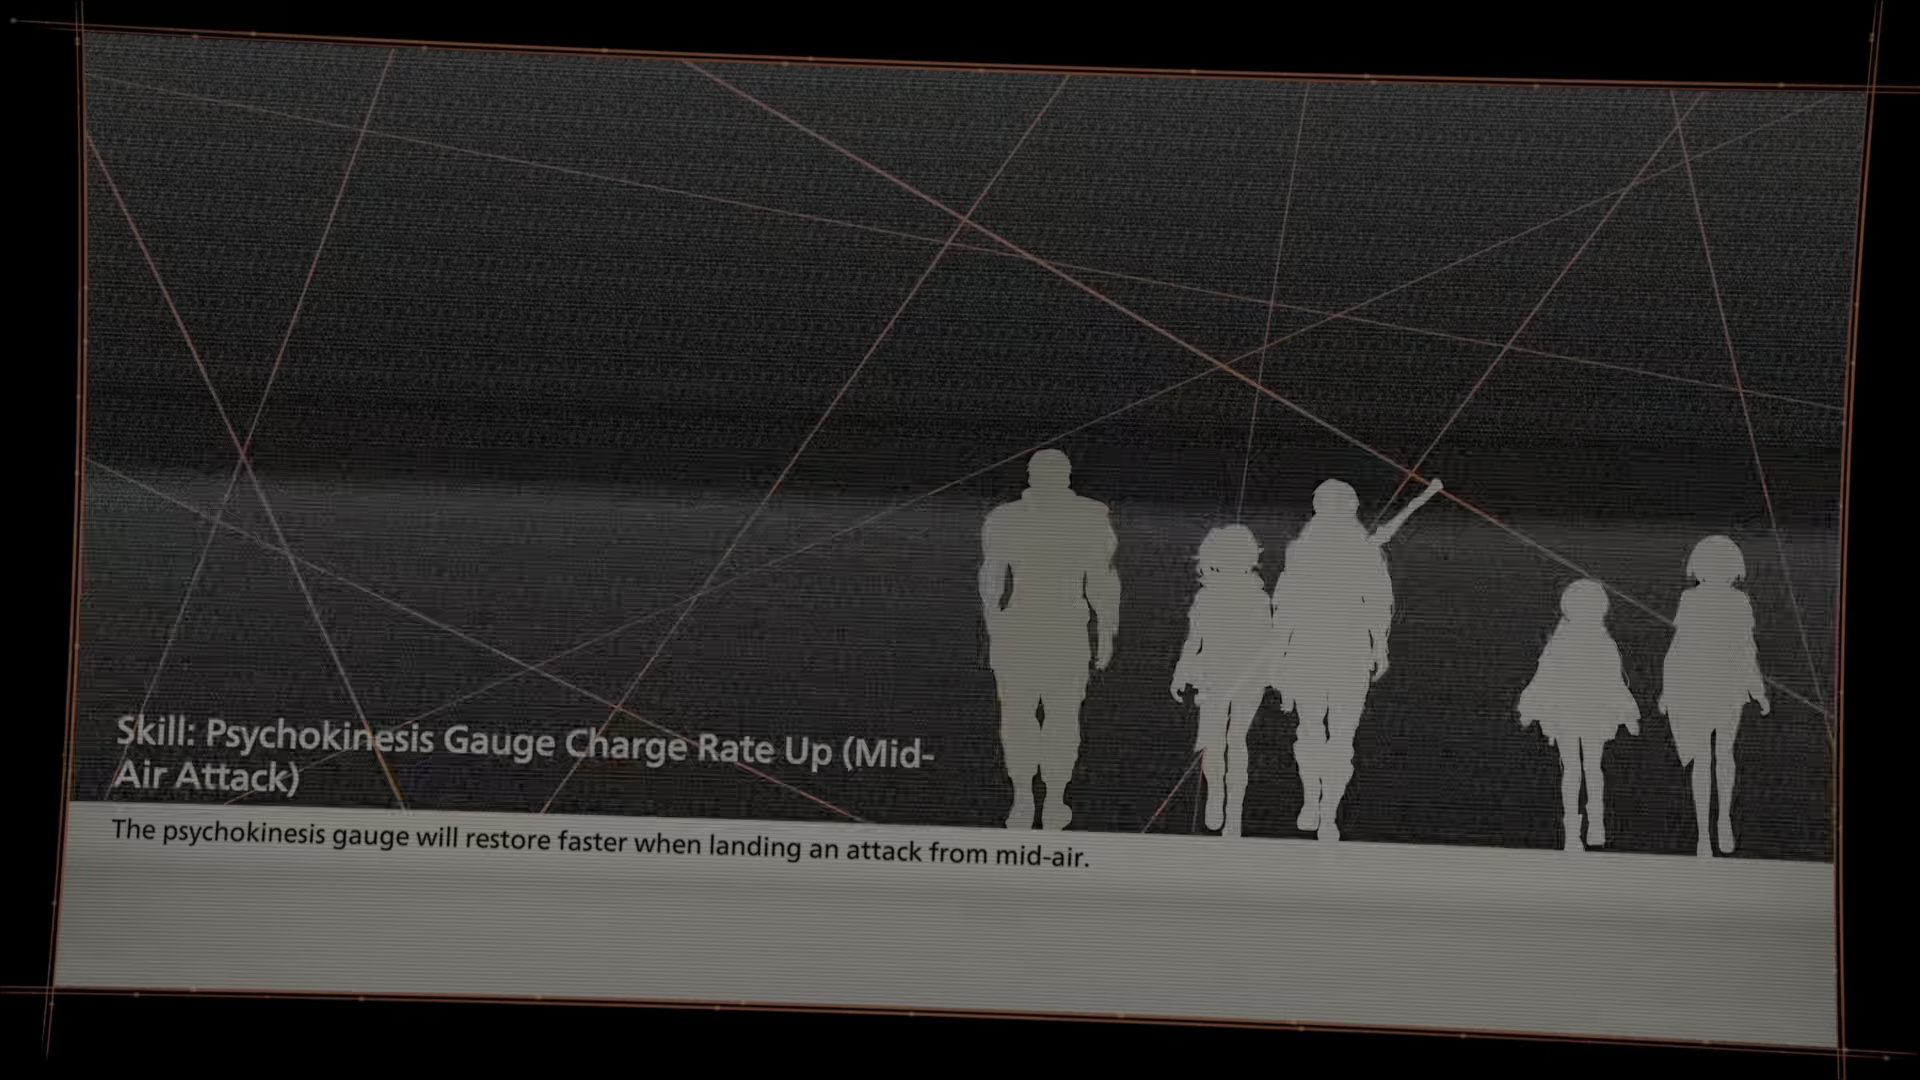 Skill: Psychokinesis Gauge Charge Rate Up (Mid-
Air Attack)
The psychokinesis gauge will restore faster when landing an attack from mid-air.